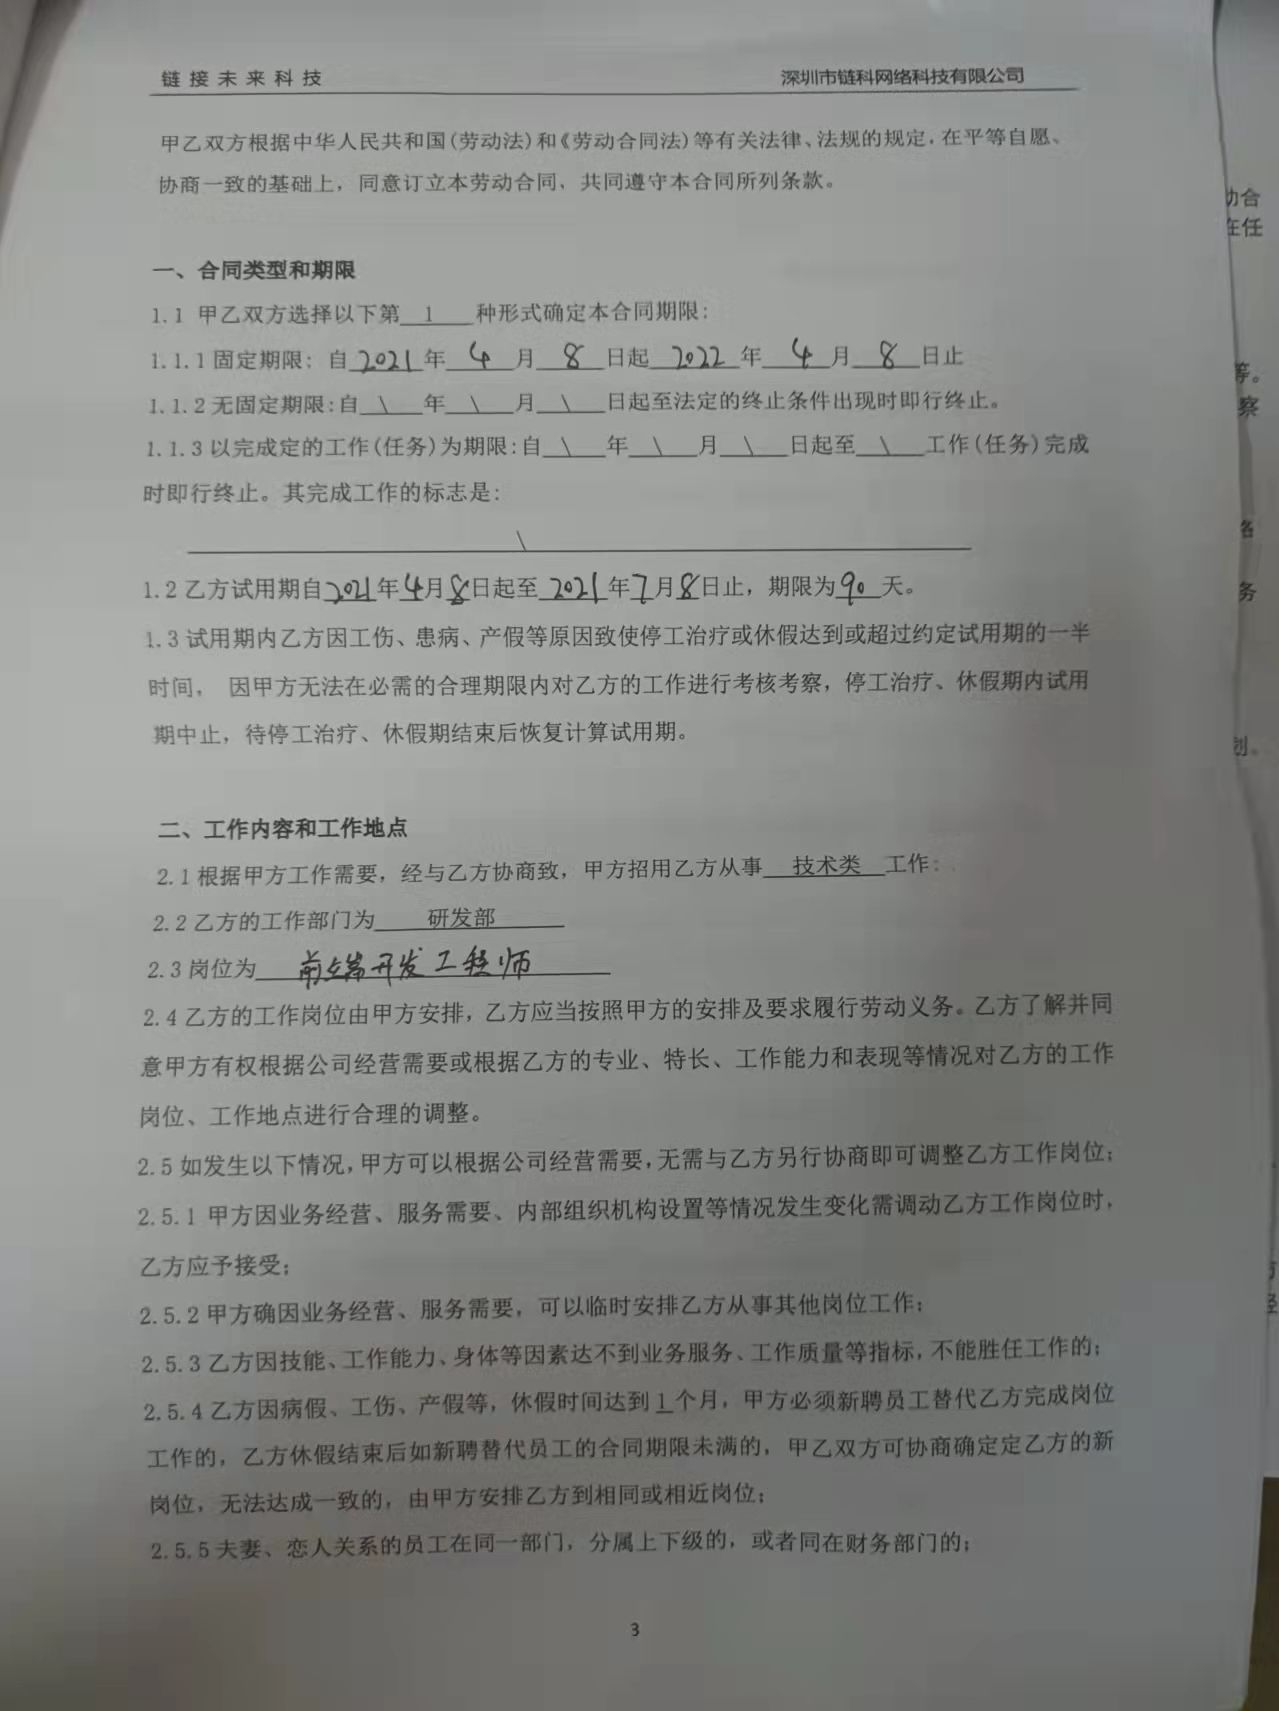 链接未来科技 深圳市链科网络科技有限公司
甲乙双方根据中华人民共和国(劳动法)和《劳动合同法)等有关法律、法规的规定,在平等自愿、
协商一致的基础上,同意订立本劳动合同、共同遵守本合同所列条款。
一、合同类型和期限
1.1 甲乙双方选择以下第 1 种形式确定本合同期限:
1.1.1固定期限: 自 2021 年 4 月 8 日起 2022 年 4 月 8 日止
1.1.2无固定期限:自 \ 年 \ 月 \ 日起至法定的终止条件出现时即行终止。
1.1.3以完成定的工作(任务)为期限:自 \ 年 \ 月 \ 日起至 \ 工作(任务)完成
时即行终止。其完成工作的标志是:
\
1.2乙方试用期自2021年4月8日起至 2021 年7月8日止，期限为90天。
1.3试用期内乙方因工伤、患病、产假等原因致使停工治疗或休假达到或超过约定试用期的一半
时间， 因甲方无法在必需的合理期限内对乙方的工作进行考核考察，停工治疗、休假期内试用
期中止，待停工治疗、休假期结束后恢复计算试用期。
二、工作内容和工作地点
2.1根据甲方工作需要，经与乙方协商致，甲方招用乙方从事 技术类 工作:
2.2乙方的工作部门为 研发部
2.3岗位为 前端开发工程师
2.4乙方的工作岗位由甲方安排，乙方应当按照甲方的安排及要求履行劳动义务。乙方了解并同
意甲方有权根据公司经营需要或根据乙方的专业、特长、工作能力和表现等情况对乙方的工作
岗位、工作地点进行合理的调整。
2.5如发生以下情况,甲方可以根据公司经营需要,无需与乙方另行协商即可调整乙方工作岗位;
2.5.1甲方因业务经营、服务需要、内部组织机构设置等情况发生变化需调动乙方工作岗位时,
乙方应予接受;
2.5.2甲方确因业务经营、服务需要，可以临时安排乙方从事其他岗位工作;
2.5.3乙方因技能、工作能力、身体等因素达不到业务服务、工作质量等指标,不能胜任工作的;
2.5.4乙方因病假、工伤、产假等，休假时间达到1个月，甲方必须新聘员工替代乙方完成岗位
工作的，乙方休假结束后如新聘替代员工的合同期限未满的，甲乙双方可协商确定定乙方的新
岗位，无法达成一致的，由甲方安排乙方到相同或相近岗位;
2.5.5夫妻、恋人关系的员工在同一部门，分属上下级的，或者同在财务部门的;
3
合
在任
等。
察
务
划。